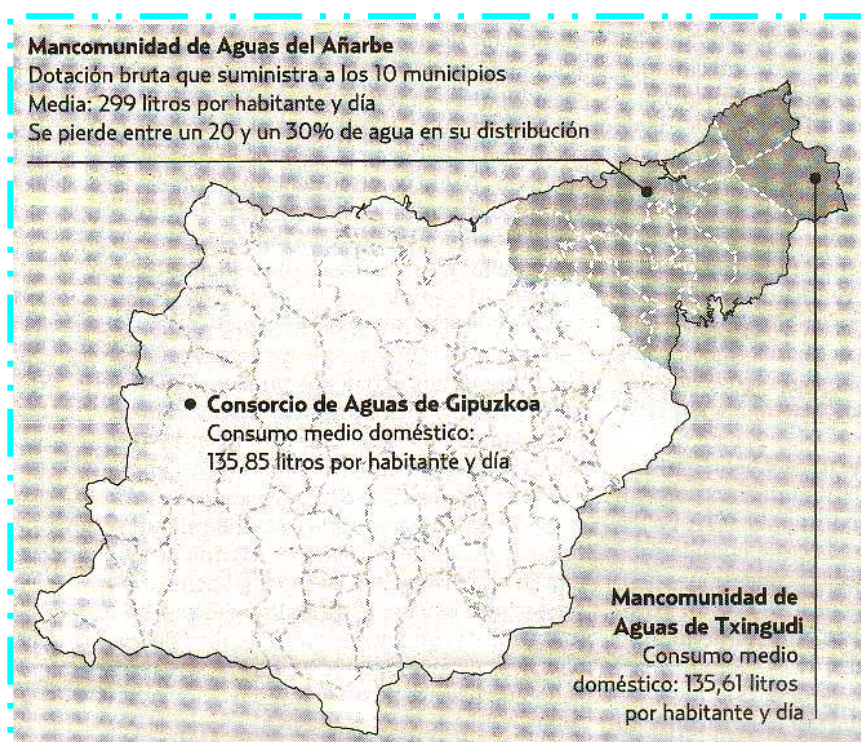 Mancomunidad de Aguas del Añarbe
Dotación bruta que suministra a los 10 municipios
Media: 299 litros por habitante y día
Se pierde entre un 20 y un 30% de agua en su distribución
Consorcio de Aguas de Gipuzkoa
Consumo medio doméstico:
135,85 litros por habitante y día
Mancomunidad de
Aguas de Txingudi
Consumo medio
doméstico: 135,61 litros
por habitante y día